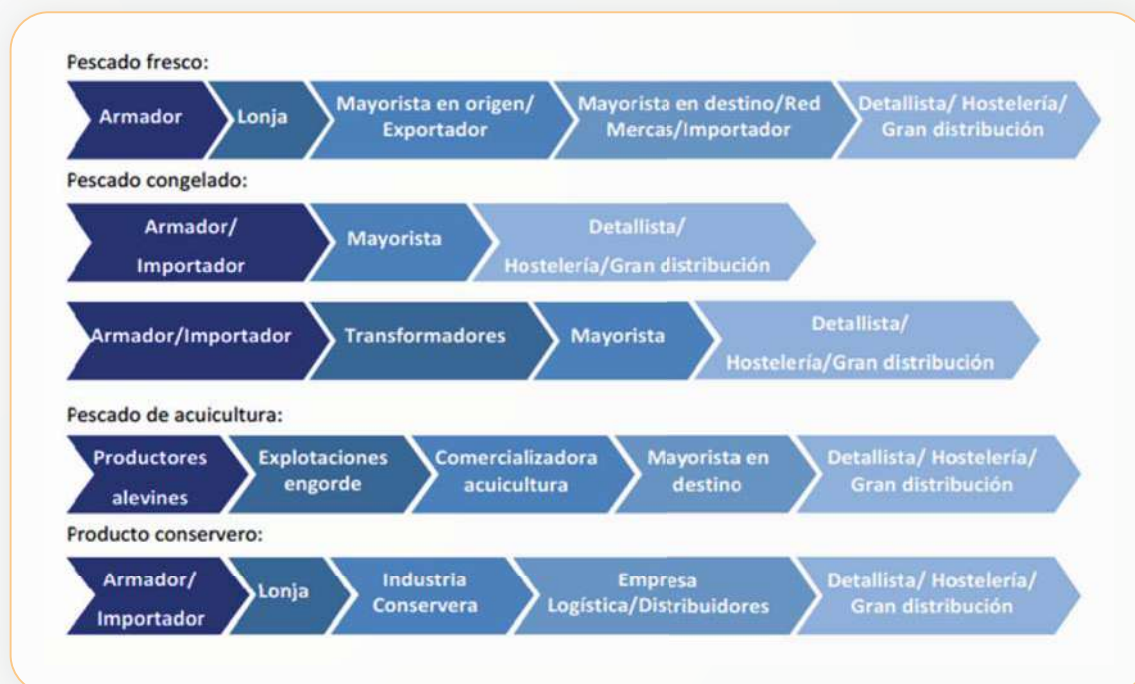 Pescado fresco:
Armador
Lonja
Mayorista en origen/
Exportador
Mayorista en destino/Red
Mercas/Importador
Detallista/ Hostelería/
Gran distribución
Pescado congelado:
Armador/
Importador
Mayorista
Detallista/
Hostelería/Gran distribución
Armador/Importador
Transformadores
Mayorista
Detallista/
Hostelería/Gran distribución
Pescado de acuicultura:
Productores
alevines
Explotaciones
engorde
Comercializadora
acuicultura
Mayorista en
destino
Detallista/ Hostelería/
Gran distribución
Producto conservero:
Armador/
Importador
Lonja
Industria
Conservera
Empresa
Logística/Distribuidores
Detallista/ Hostelería/
Gran distribución